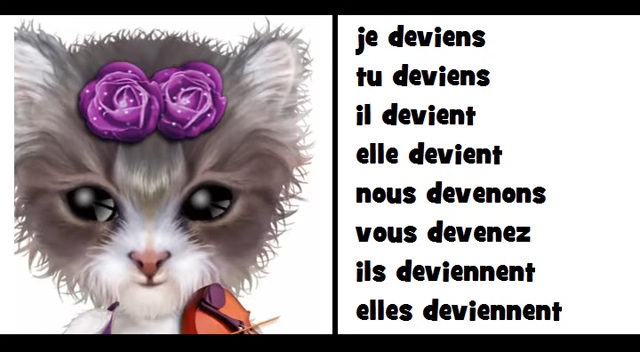 je deviens
tu deviens
il devient
elle devient
nous devenons
vous devenez
ils deviennent
elles deviennent